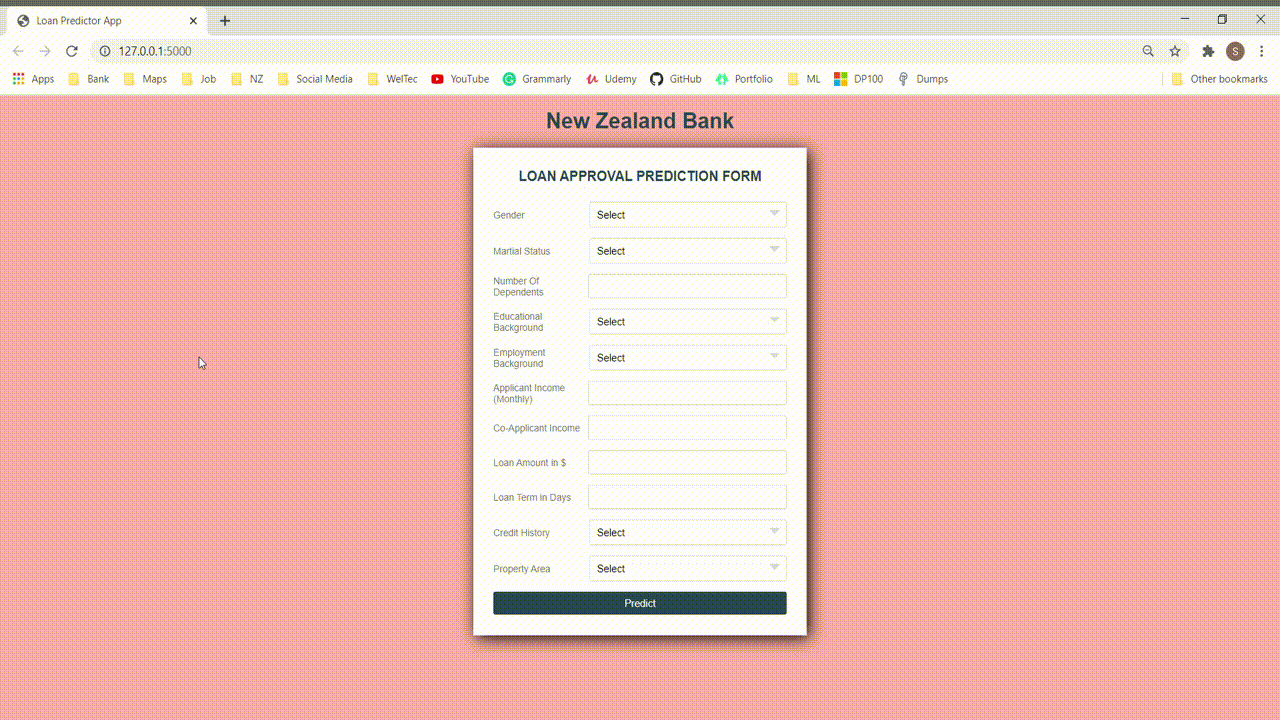 Loan Predictor App
127.0.0.1:5000
S
Apps Bank Maps Job NZ Social Media WelTec YouTube Grammarly Udemy GitHub Portfolio ML DP100 Dumps Other bookmarks
New Zealand Bank
LOAN APPROVAL PREDICTION FORM
Gender Select
Martial Status Select
Number Of
Dependents
Educational
Background Select
Employment
Background Select
Applicant Income
(Monthly)
Co-Applicant Income
Loan Amount in $
Loan Term in Days
Credit History Select
Property Area Select
Predict